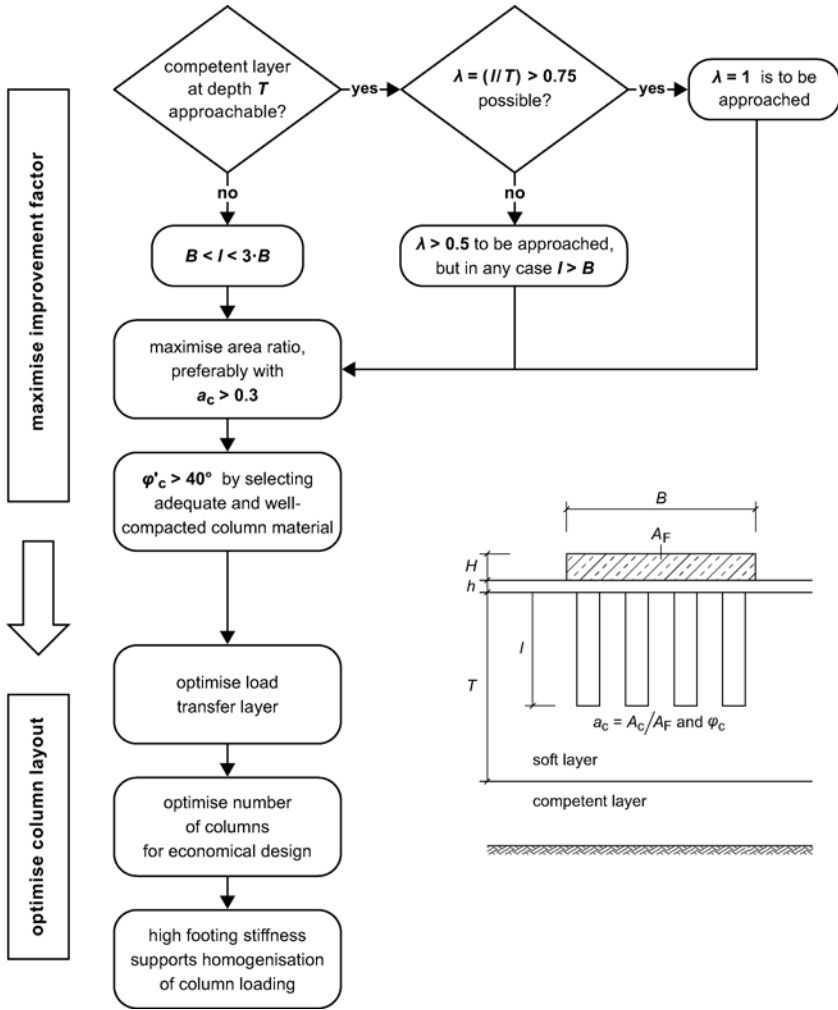 maximise improvement factor
optimise column layout
competent layer
at depth T
approachable?
yes
λ = (l/T) > 0.75
possible?
yes
λ = 1 is to be
approached
no
no
B < l < 3·B
λ > 0.5 to be approached,
but in any case l > B
maximise area ratio,
preferably with
a_c > 0.3
φ'_c > 40° by selecting
adequate and well-
compacted column material
optimise load
transfer layer
optimise number
of columns
for economical design
high footing stiffness
supports homogenisation
of column loading
B
A_F
H
h
l
T
a_c = A_c/A_F and φ_c
soft layer
competent layer